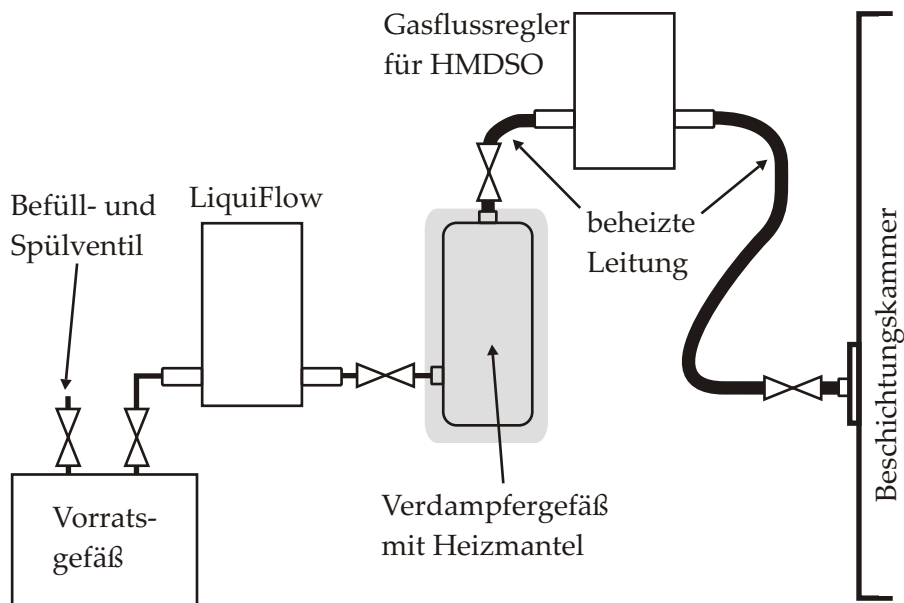 Gasflussregler
für HMDSO
LiquiFlow
Befüll- und
Spülventil
beheizte
Leitung
Beschichtungskammer
Verdampfergefäß
mit Heizmantel
Vorrats-
gefäß